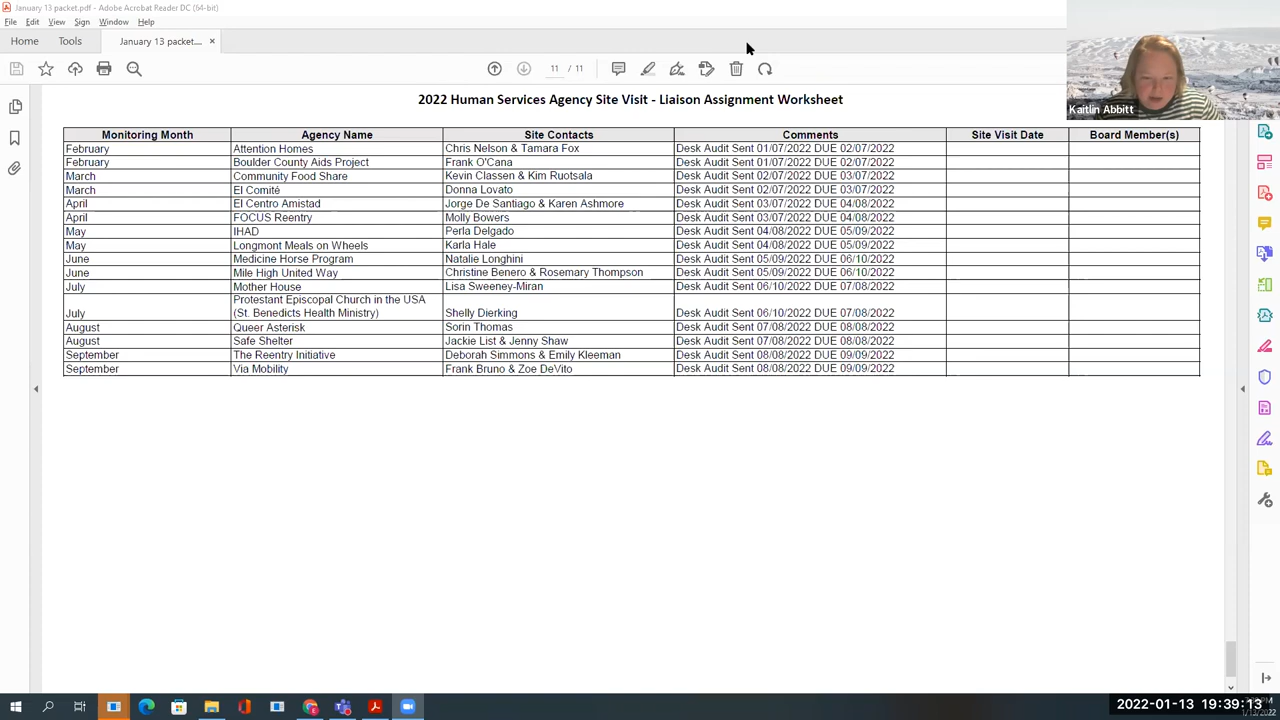 January 13 packet.pdf - Adobe Acrobat Reader DC (64-bit)
File Edit View Sign Window Help
Home Tools January 13 packet... ×
11 / 11
Kaitlin Abbitt
2022 Human Services Agency Site Visit - Liaison Assignment Worksheet
Monitoring Month Agency Name Site Contacts Comments Site Visit Date Board Member(s)
February Attention Homes Chris Nelson & Tamara Fox Desk Audit Sent 01/07/2022 DUE 02/07/2022
February Boulder County Aids Project Frank O'Cana Desk Audit Sent 01/07/2022 DUE 02/07/2022
March Community Food Share Kevin Classen & Kim Ruotsala Desk Audit Sent 02/07/2022 DUE 03/07/2022
March El Comité Donna Lovato Desk Audit Sent 02/07/2022 DUE 03/07/2022
April El Centro Amistad Jorge De Santiago & Karen Ashmore Desk Audit Sent 03/07/2022 DUE 04/08/2022
April FOCUS Reentry Molly Bowers Desk Audit Sent 03/07/2022 DUE 04/08/2022
May IHAD Perla Delgado Desk Audit Sent 04/08/2022 DUE 05/09/2022
May Longmont Meals on Wheels Karla Hale Desk Audit Sent 04/08/2022 DUE 05/09/2022
June Medicine Horse Program Natalie Longhini Desk Audit Sent 05/09/2022 DUE 06/10/2022
June Mile High United Way Christine Benero & Rosemary Thompson Desk Audit Sent 05/09/2022 DUE 06/10/2022
July Mother House Lisa Sweeney-Miran Desk Audit Sent 06/10/2022 DUE 07/08/2022
Protestant Episcopal Church in the USA
July (St. Benedicts Health Ministry) Shelly Dierking Desk Audit Sent 06/10/2022 DUE 07/08/2022
August Queer Asterisk Sorin Thomas Desk Audit Sent 07/08/2022 DUE 08/08/2022
August Safe Shelter Jackie List & Jenny Shaw Desk Audit Sent 07/08/2022 DUE 08/08/2022
September The Reentry Initiative Deborah Simmons & Emily Kleeman Desk Audit Sent 08/08/2022 DUE 09/09/2022
September Via Mobility Frank Bruno & Zoe DeVito Desk Audit Sent 08/08/2022 DUE 09/09/2022
2022-01-13 19:39:13